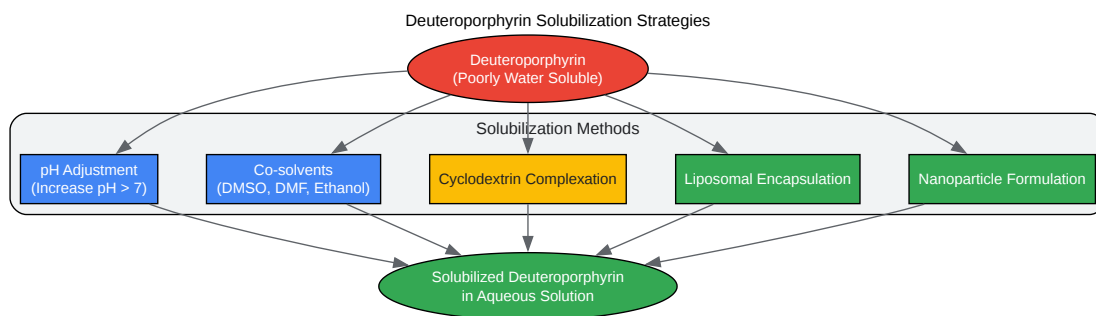 Deuteroporphyrin Solubilization Strategies
Deuteroporphyrin
(Poorly Water Soluble)
Solubilization Methods
pH Adjustment
(Increase pH > 7)
Co-solvents
(DMSO, DMF, Ethanol)
Cyclodextrin Complexation
Liposomal Encapsulation
Nanoparticle Formulation
Solubilized Deuteroporphyrin
in Aqueous Solution